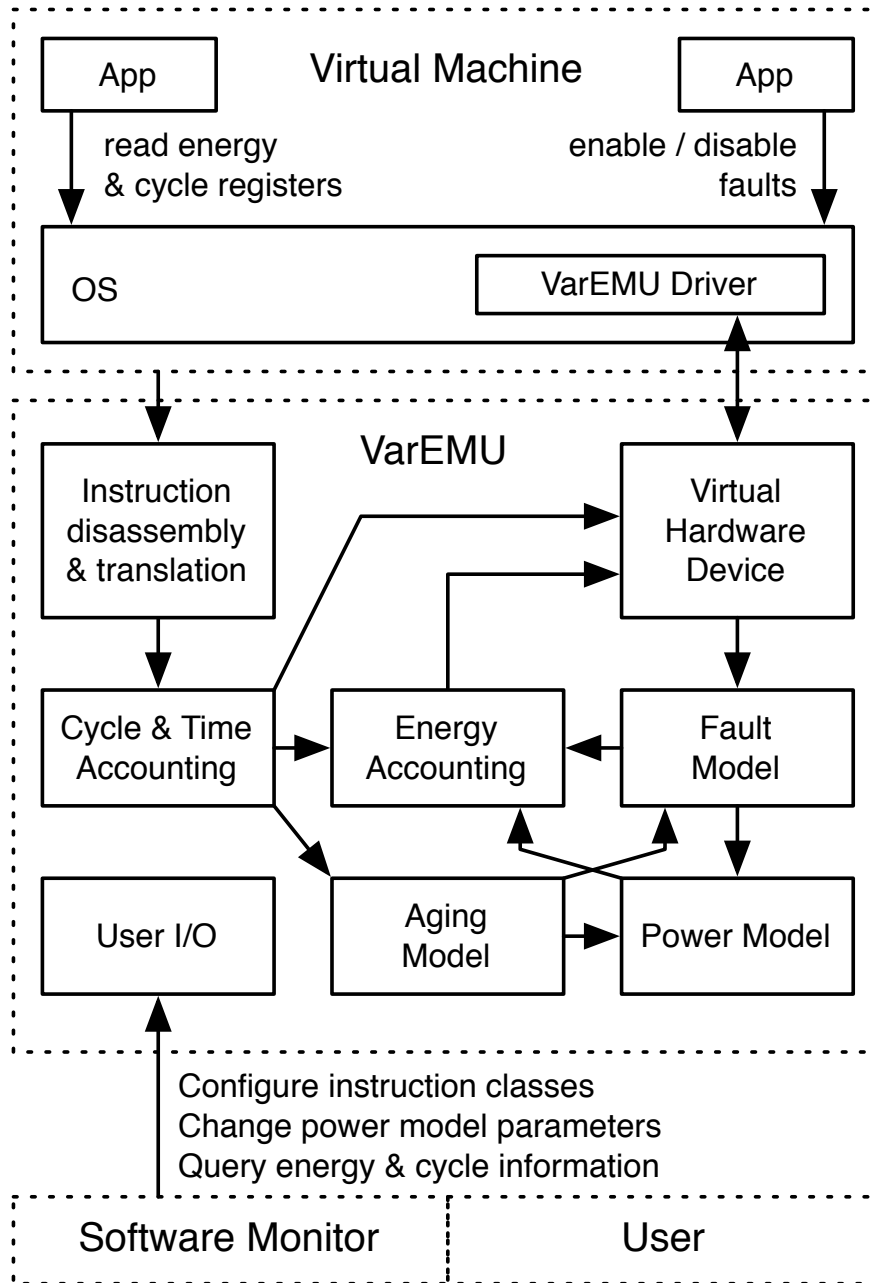 Virtual Machine
App
App
read energy
& cycle registers
enable / disable
faults
OS
VarEMU Driver
VarEMU
Instruction
disassembly
& translation
Virtual
Hardware
Device
Cycle & Time
Accounting
Energy
Accounting
Fault
Model
User I/O
Aging
Model
Power Model
Configure instruction classes
Change power model parameters
Query energy & cycle information
Software Monitor
User